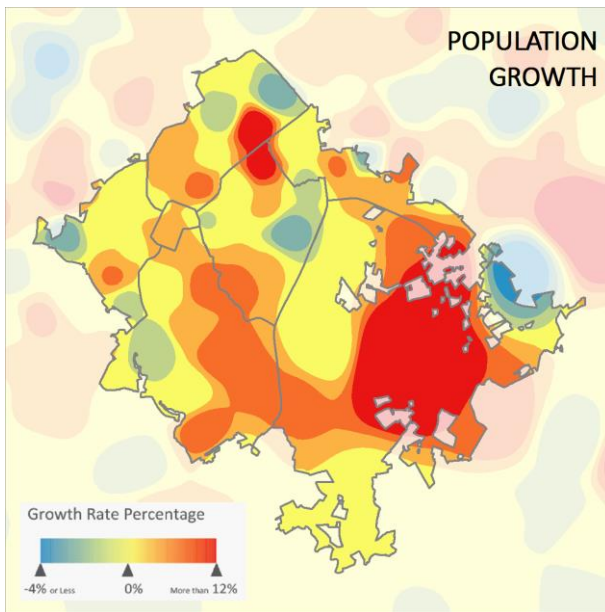 POPULATION
GROWTH
Growth Rate Percentage
-4% or Less 0% More than 12%